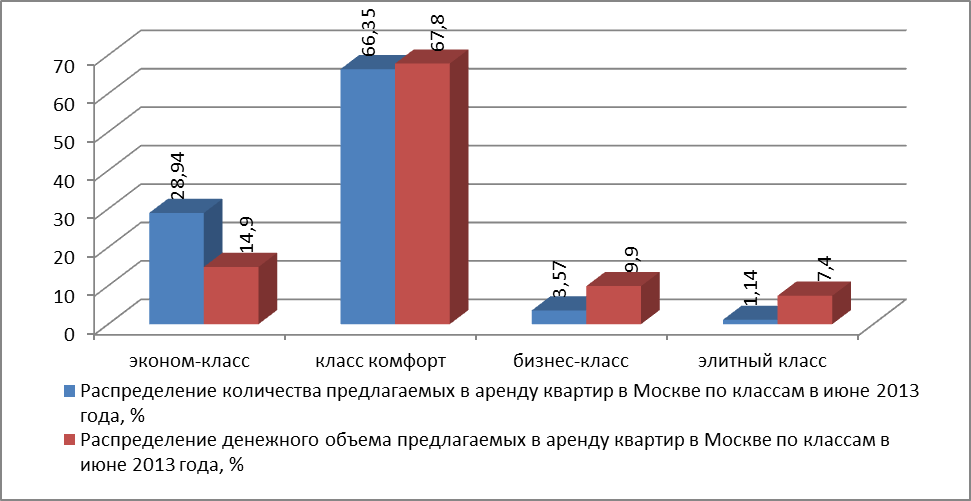 66,35
67,8
70
60
50
40
30
20
10
0
28,94
14,9
3,57
9,9
1,14
7,4
эконом-класс
класс комфорт
бизнес-класс
элитный класс
Распределение количества предлагаемых в аренду квартир в Москве по классам в июне 2013
года, %
Распределение денежного объема предлагаемых в аренду квартир в Москве по классам в
июне 2013 года, %